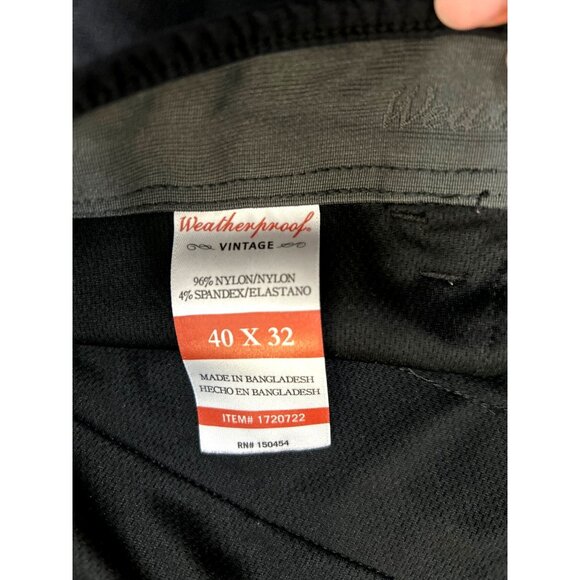 Weatherproof®
VINTAGE
96% NYLON/NYLON
4% SPANDEX/ELASTANO
40 X 32
MADE IN BANGLADESH
HECHO EN BANGLADESH
ITEM# 1720722
RN# 150454